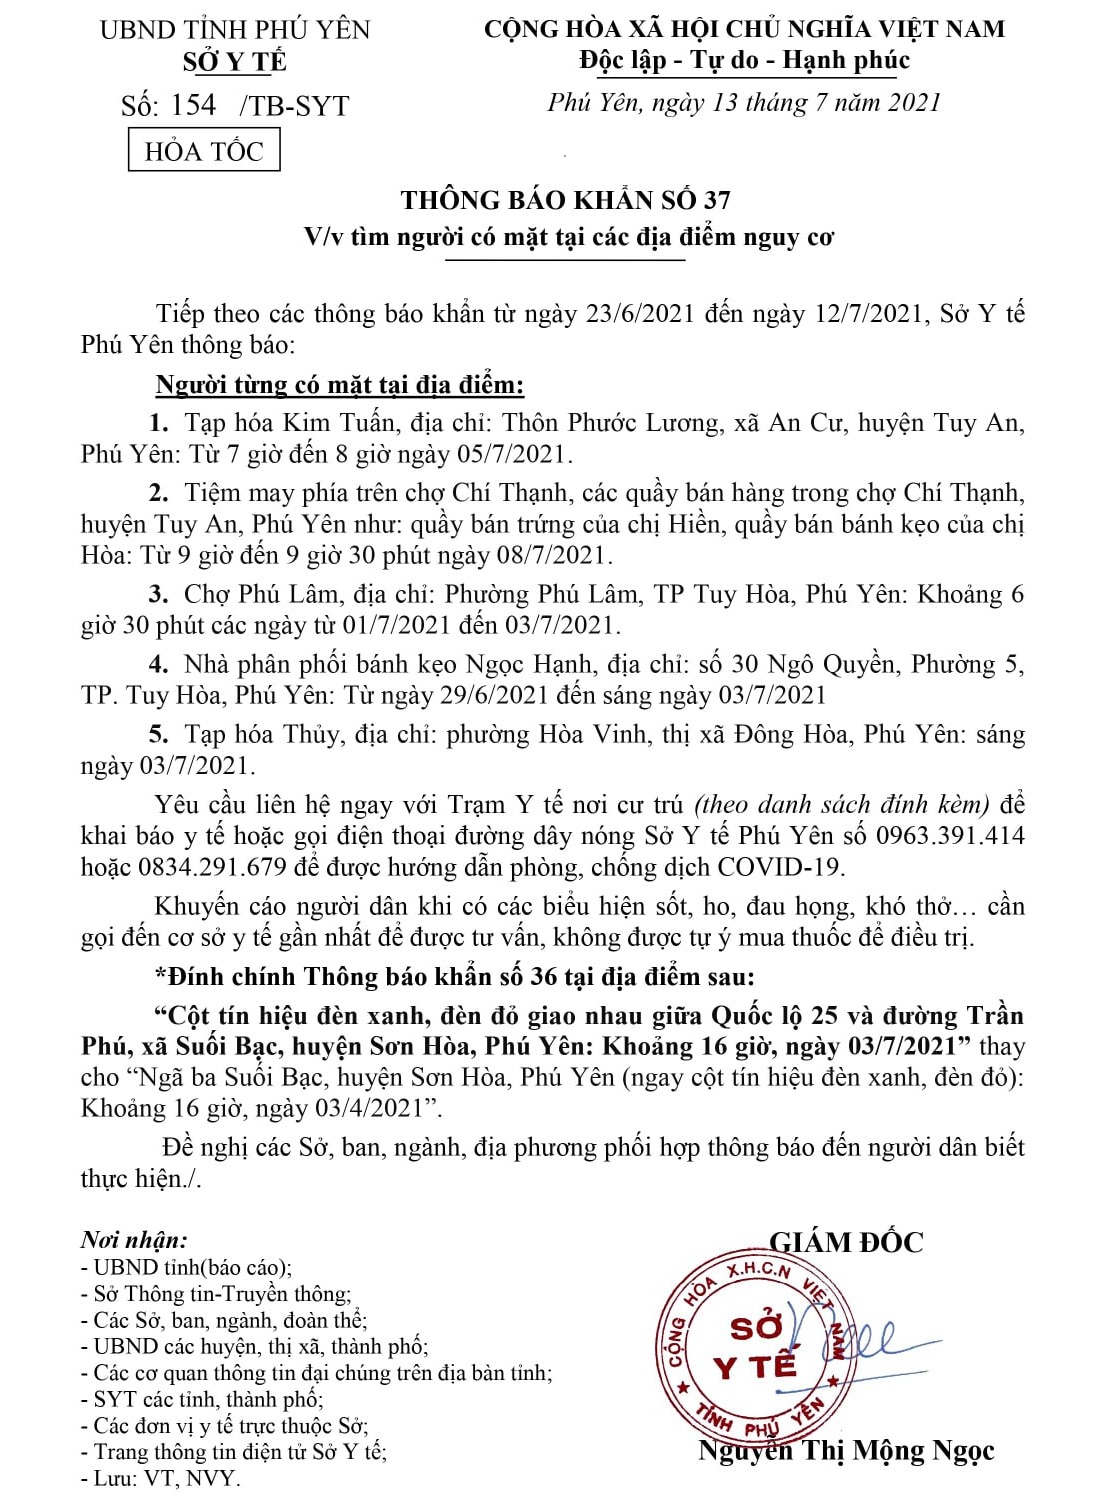 UBND TỈNH PHÚ YÊN
SỞ Y TẾ
Số: 154 /TB-SYT
HỎA TỐC
CỘNG HÒA XÃ HỘI CHỦ NGHĨA VIỆT NAM
Độc lập - Tự do - Hạnh phúc
Phú Yên, ngày 13 tháng 7 năm 2021
THÔNG BÁO KHẨN SỐ 37
V/v tìm người có mặt tại các địa điểm nguy cơ
Tiếp theo các thông báo khẩn từ ngày 23/6/2021 đến ngày 12/7/2021, Sở Y tế
Phú Yên thông báo:
Người từng có mặt tại địa điểm:
1. Tạp hóa Kim Tuấn, địa chỉ: Thôn Phước Lương, xã An Cư, huyện Tuy An,
Phú Yên: Từ 7 giờ đến 8 giờ ngày 05/7/2021.
2. Tiệm may phía trên chợ Chí Thạnh, các quầy bán hàng trong chợ Chí Thạnh,
huyện Tuy An, Phú Yên như: quầy bán trứng của chị Hiền, quầy bán bánh kẹo của chị
Hòa: Từ 9 giờ đến 9 giờ 30 phút ngày 08/7/2021.
3. Chợ Phú Lâm, địa chỉ: Phường Phú Lâm, TP Tuy Hòa, Phú Yên: Khoảng 6
giờ 30 phút các ngày từ 01/7/2021 đến 03/7/2021.
4. Nhà phân phối bánh kẹo Ngọc Hạnh, địa chỉ: số 30 Ngô Quyền, Phường 5,
TP. Tuy Hòa, Phú Yên: Từ ngày 29/6/2021 đến sáng ngày 03/7/2021
5. Tạp hóa Thủy, địa chỉ: phường Hòa Vinh, thị xã Đông Hòa, Phú Yên: sáng
ngày 03/7/2021.
Yêu cầu liên hệ ngay với Trạm Y tế nơi cư trú (theo danh sách đính kèm) để
khai báo y tế hoặc gọi điện thoại đường dây nóng Sở Y tế Phú Yên số 0963.391.414
hoặc 0834.291.679 để được hướng dẫn phòng, chống dịch COVID-19.
Khuyến cáo người dân khi có các biểu hiện sốt, ho, đau họng, khó thở… cần
gọi đến cơ sở y tế gần nhất để được tư vấn, không được tự ý mua thuốc để điều trị.
*Đính chính Thông báo khẩn số 36 tại địa điểm sau:
“Cột tín hiệu đèn xanh, đèn đỏ giao nhau giữa Quốc lộ 25 và đường Trần
Phú, xã Suối Bạc, huyện Sơn Hòa, Phú Yên: Khoảng 16 giờ, ngày 03/7/2021” thay
cho “Ngã ba Suối Bạc, huyện Sơn Hòa, Phú Yên (ngay cột tín hiệu đèn xanh, đèn đỏ):
Khoảng 16 giờ, ngày 03/4/2021”.
Đề nghị các Sở, ban, ngành, địa phương phối hợp thông báo đến người dân biết
thực hiện./.
Nơi nhận:
- UBND tỉnh(báo cáo);
- Sở Thông tin-Truyền thông;
- Các Sở, ban, ngành, đoàn thể;
- UBND các huyện, thị xã, thành phố;
- Các cơ quan thông tin đại chúng trên địa bàn tỉnh;
- SYT các tỉnh, thành phố;
- Các đơn vị y tế trực thuộc Sở;
- Trang thông tin điện tử Sở Y tế;
- Lưu: VT, NVY.
GIÁM ĐỐC
CỘNG HÒA X.H.C.N VIỆT NAM
SỞ
Y TẾ
TỈNH PHÚ YÊN
Nguyễn Thị Mộng Ngọc